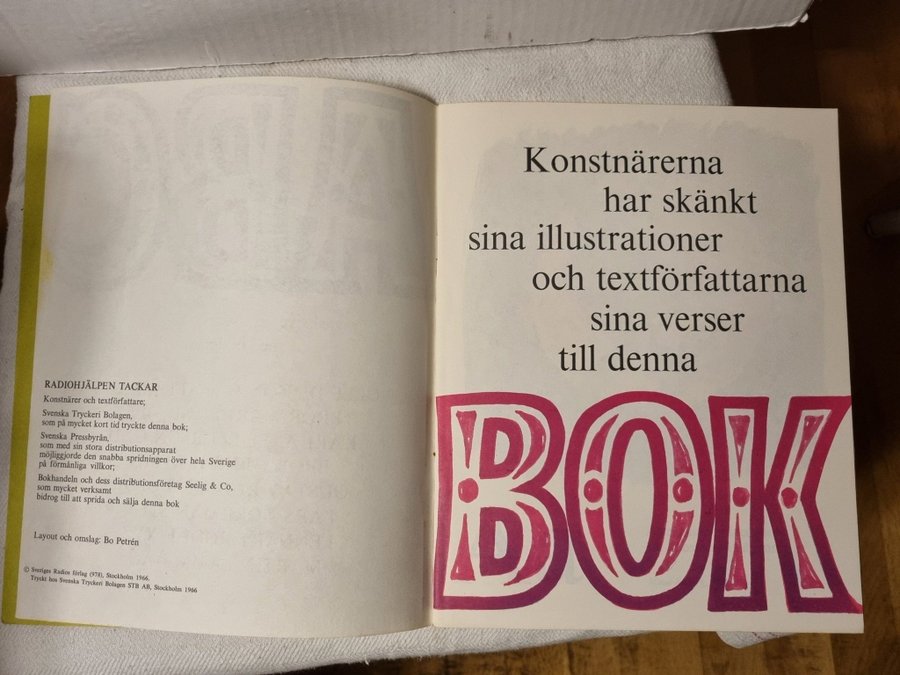 RADIOHJÄLPEN TACKAR
Konstnärer och textförfattare;
Svenska Tryckeri Bolagen,
som på mycket kort tid tryckte denna bok;
Svenska Pressbyrån,
som med sin stora distributionsapparat
möjliggjorde den snabba spridningen över hela Sverige
på förmånliga villkor;
Bokhandeln och dess distributionsföretag Seelig & Co,
som mycket verksamt
bidrog till att sprida och sälja denna bok
Layout och omslag: Bo Petrén
© Sveriges Radios förlag (978), Stockholm 1966.
Tryckt hos Svenska Tryckeri Bolagen STB AB, Stockholm 1966
Konstnärerna
har skänkt
sina illustrationer
och textförfattarna
sina verser
till denna
BOK